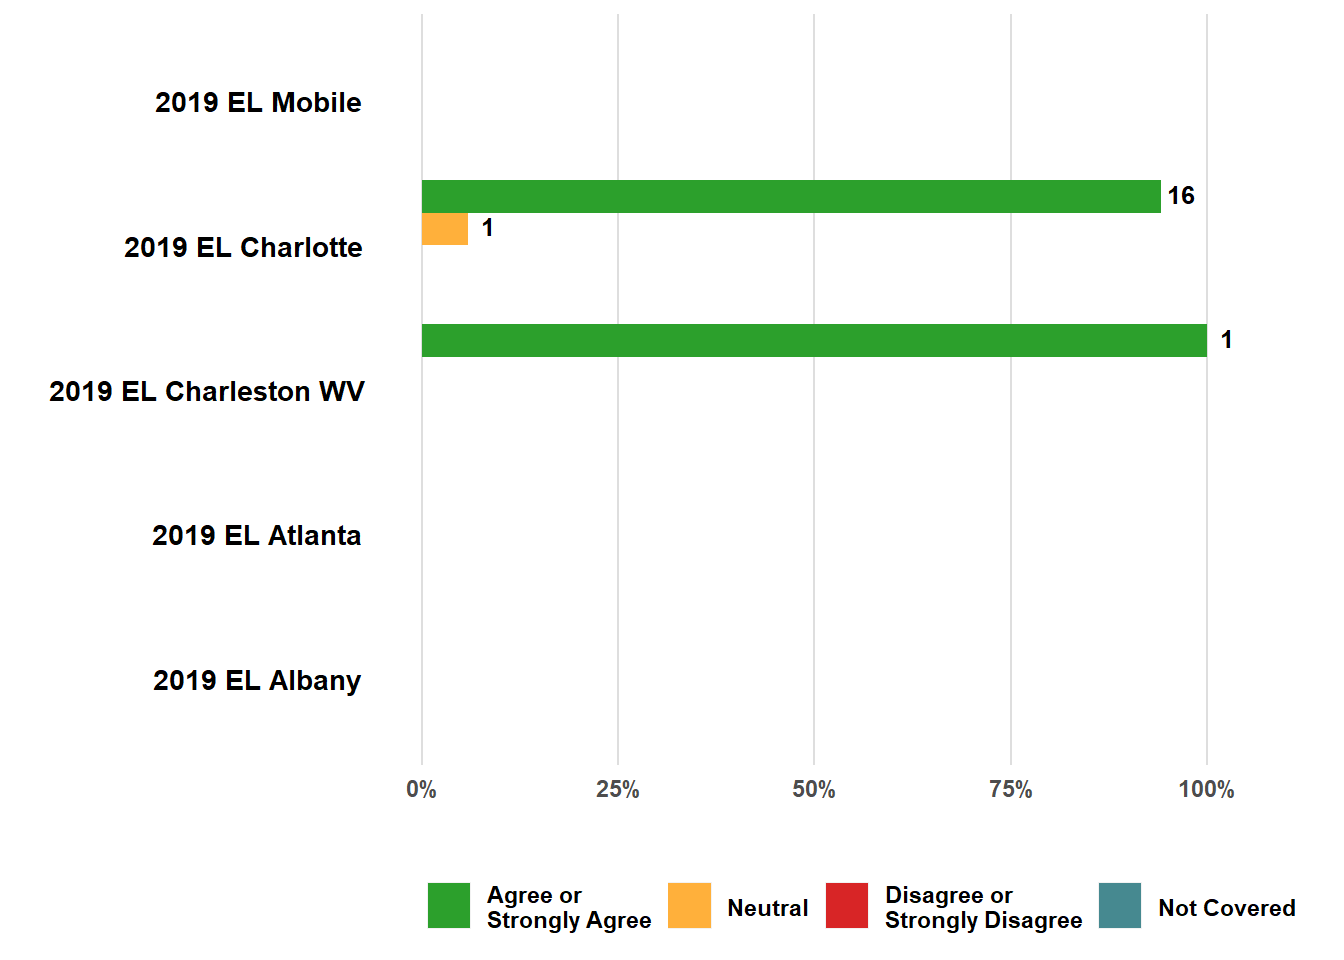 2019 EL Mobile
16
1
2019 EL Charlotte
1
2019 EL Charleston WV
2019 EL Atlanta
2019 EL Albany
0% 25% 50% 75% 100%
Agree or
Strongly Agree
Neutral
Disagree or
Strongly Disagree
Not Covered